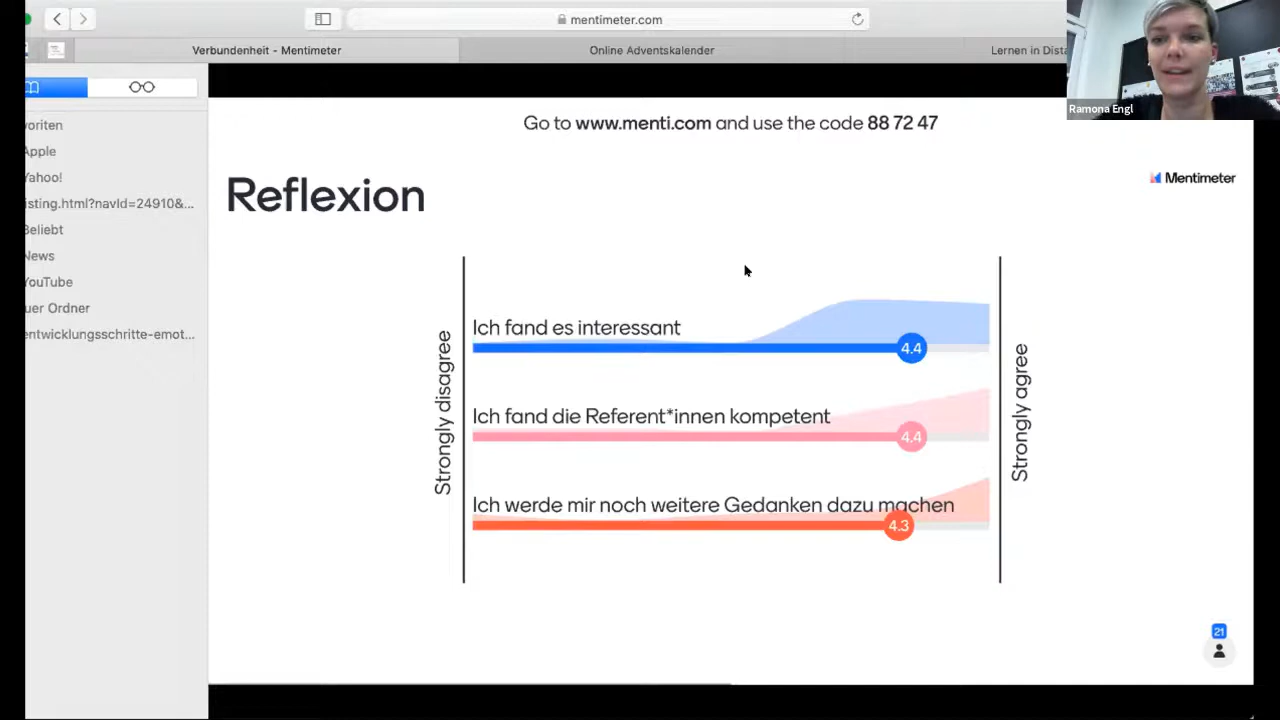 mentimeter.com
Verbundenheit - Mentimeter
Online Adventskalender
Lernen in Dista
Ramona Engl
voriten
Apple
Yahoo!
isting.html?navId=24910&...
Beliebt
News
YouTube
uer Ordner
entwicklungsschritte-emot...
Go to www.menti.com and use the code 88 72 47
Mentimeter
Reflexion
Strongly disagree
Ich fand es interessant
4.4
Ich fand die Referent*innen kompetent
4.4
Ich werde mir noch weitere Gedanken dazu machen
4.3
Strongly agree
21